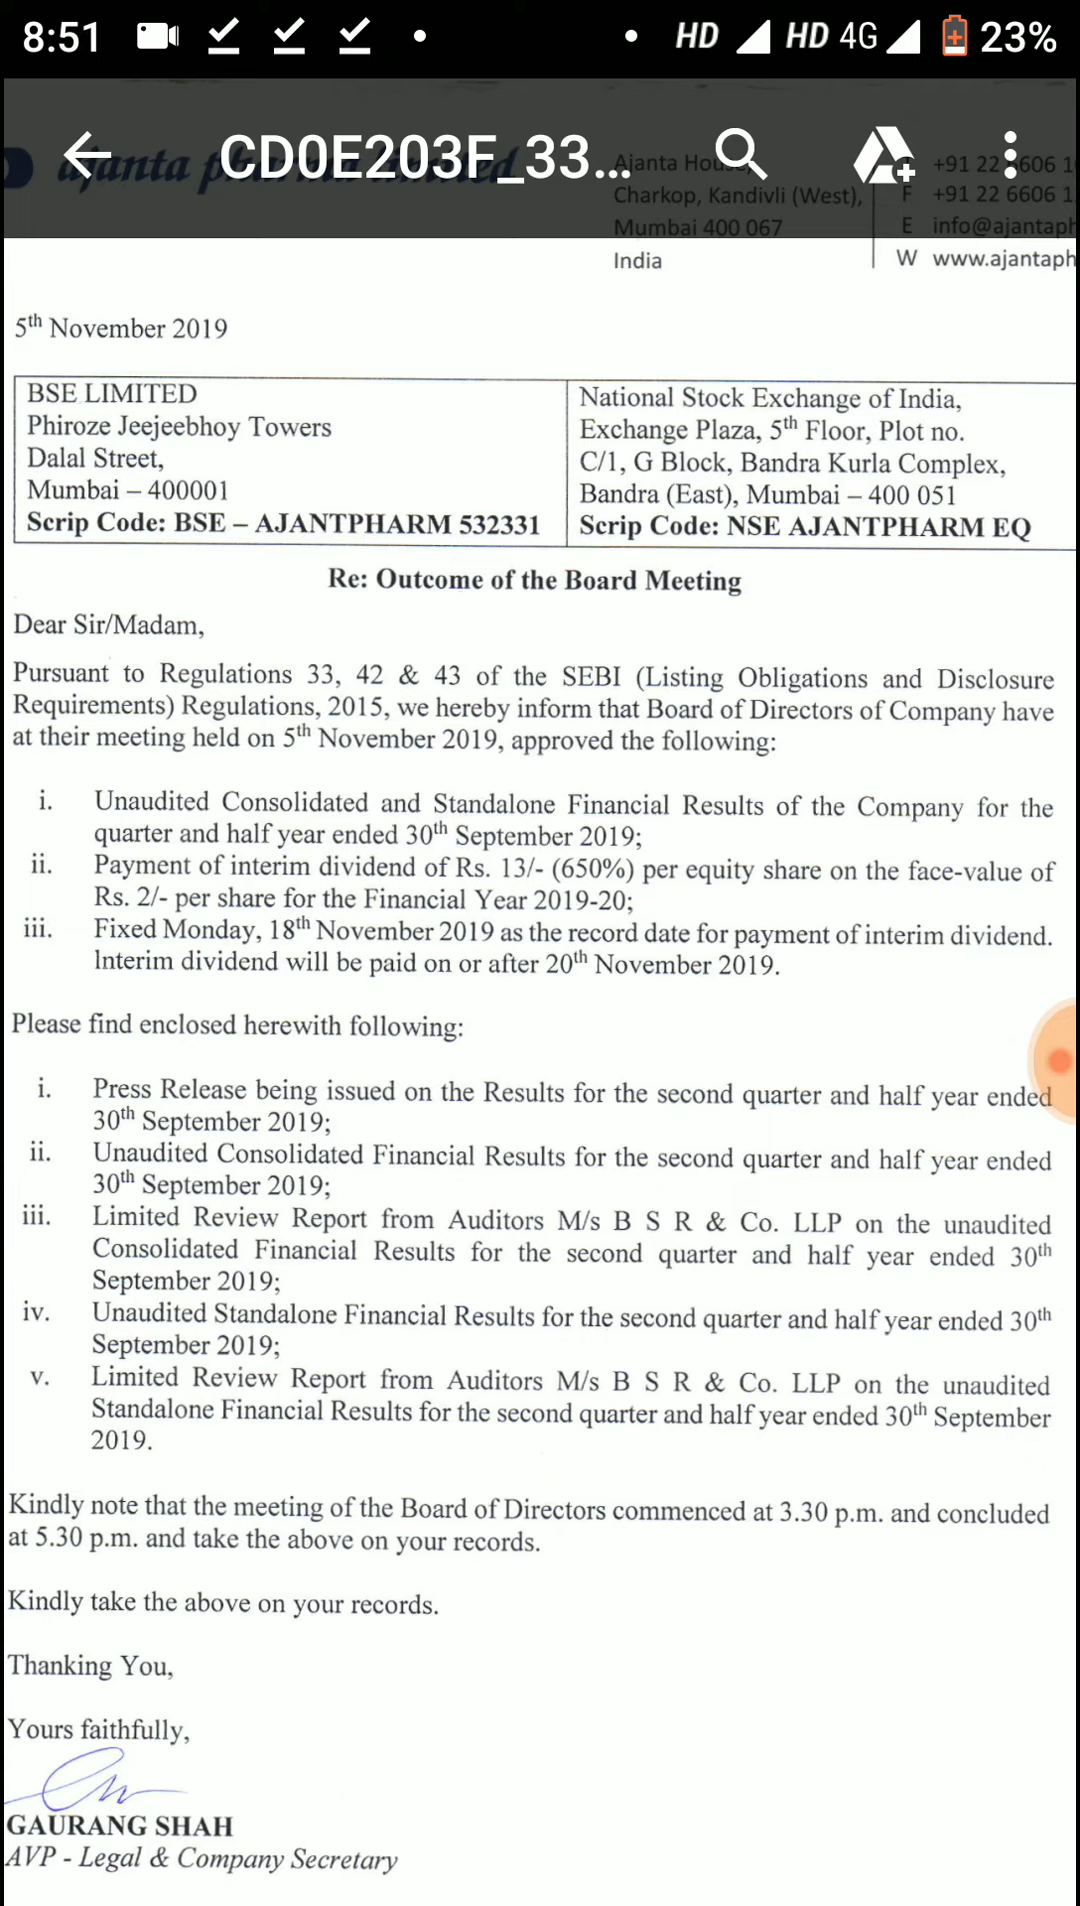 8:51 HD HD 4G 23%
CD0E203F_33...
ajanta pharma limited
Ajanta House,
Charkop, Kandivli (West),
Mumbai 400 067
India
+91 22 6606 1
F +91 22 6606 1
E info@ajantaph
W www.ajantaph
5th November 2019
BSE LIMITED
Phiroze Jeejeebhoy Towers
Dalal Street,
Mumbai – 400001
Scrip Code: BSE – AJANTPHARM 532331
National Stock Exchange of India,
Exchange Plaza, 5th Floor, Plot no.
C/1, G Block, Bandra Kurla Complex,
Bandra (East), Mumbai – 400 051
Scrip Code: NSE AJANTPHARM EQ
Re: Outcome of the Board Meeting
Dear Sir/Madam,
Pursuant to Regulations 33, 42 & 43 of the SEBI (Listing Obligations and Disclosure
Requirements) Regulations, 2015, we hereby inform that Board of Directors of Company have
at their meeting held on 5th November 2019, approved the following:
i. Unaudited Consolidated and Standalone Financial Results of the Company for the
quarter and half year ended 30th September 2019;
ii. Payment of interim dividend of Rs. 13/- (650%) per equity share on the face-value of
Rs. 2/- per share for the Financial Year 2019-20;
iii. Fixed Monday, 18th November 2019 as the record date for payment of interim dividend.
Interim dividend will be paid on or after 20th November 2019.
Please find enclosed herewith following:
i. Press Release being issued on the Results for the second quarter and half year ended
30th September 2019;
ii. Unaudited Consolidated Financial Results for the second quarter and half year ended
30th September 2019;
iii. Limited Review Report from Auditors M/s B S R & Co. LLP on the unaudited
Consolidated Financial Results for the second quarter and half year ended 30th
September 2019;
iv. Unaudited Standalone Financial Results for the second quarter and half year ended 30th
September 2019;
v. Limited Review Report from Auditors M/s B S R & Co. LLP on the unaudited
Standalone Financial Results for the second quarter and half year ended 30th September
2019.
Kindly note that the meeting of the Board of Directors commenced at 3.30 p.m. and concluded
at 5.30 p.m. and take the above on your records.
Kindly take the above on your records.
Thanking You,
Yours faithfully,
GAURANG SHAH
AVP - Legal & Company Secretary